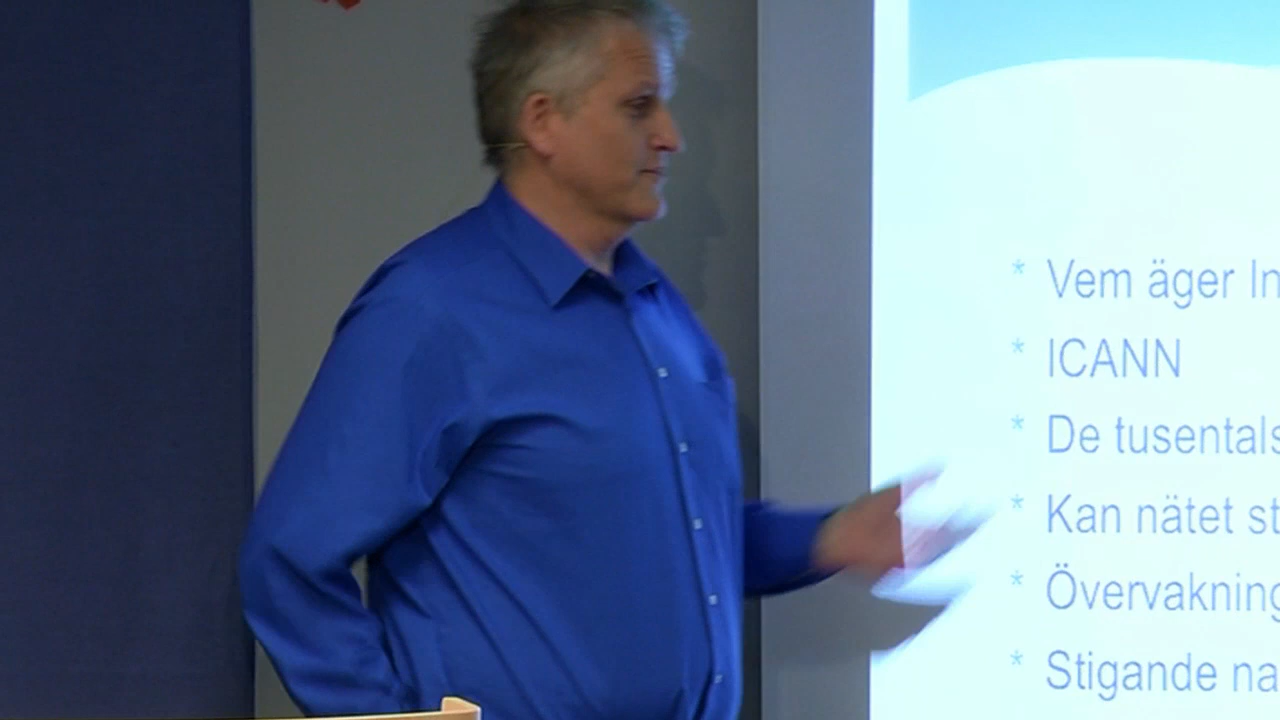 * Vem äger In
* ICANN
* De tusentals
* Kan nätet st
* Övervakning
* Stigande na